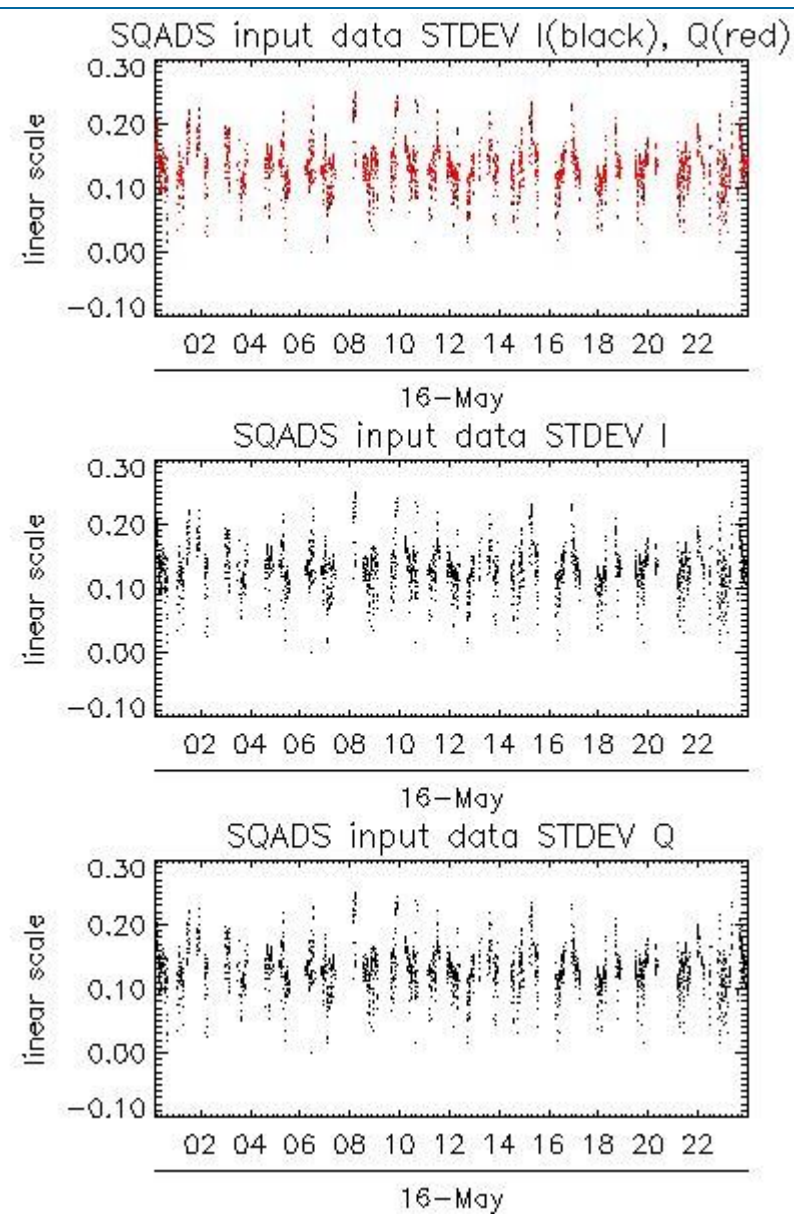 SQADS input data STDEV I(black), Q(red)
0.30
0.20
0.10
0.00
−0.10
linear scale
02 04 06 08 10 12 14 16 18 20 22
16−May
SQADS input data STDEV I
0.30
0.20
0.10
0.00
−0.10
linear scale
02 04 06 08 10 12 14 16 18 20 22
16−May
SQADS input data STDEV Q
0.30
0.20
0.10
0.00
−0.10
linear scale
02 04 06 08 10 12 14 16 18 20 22
16−May